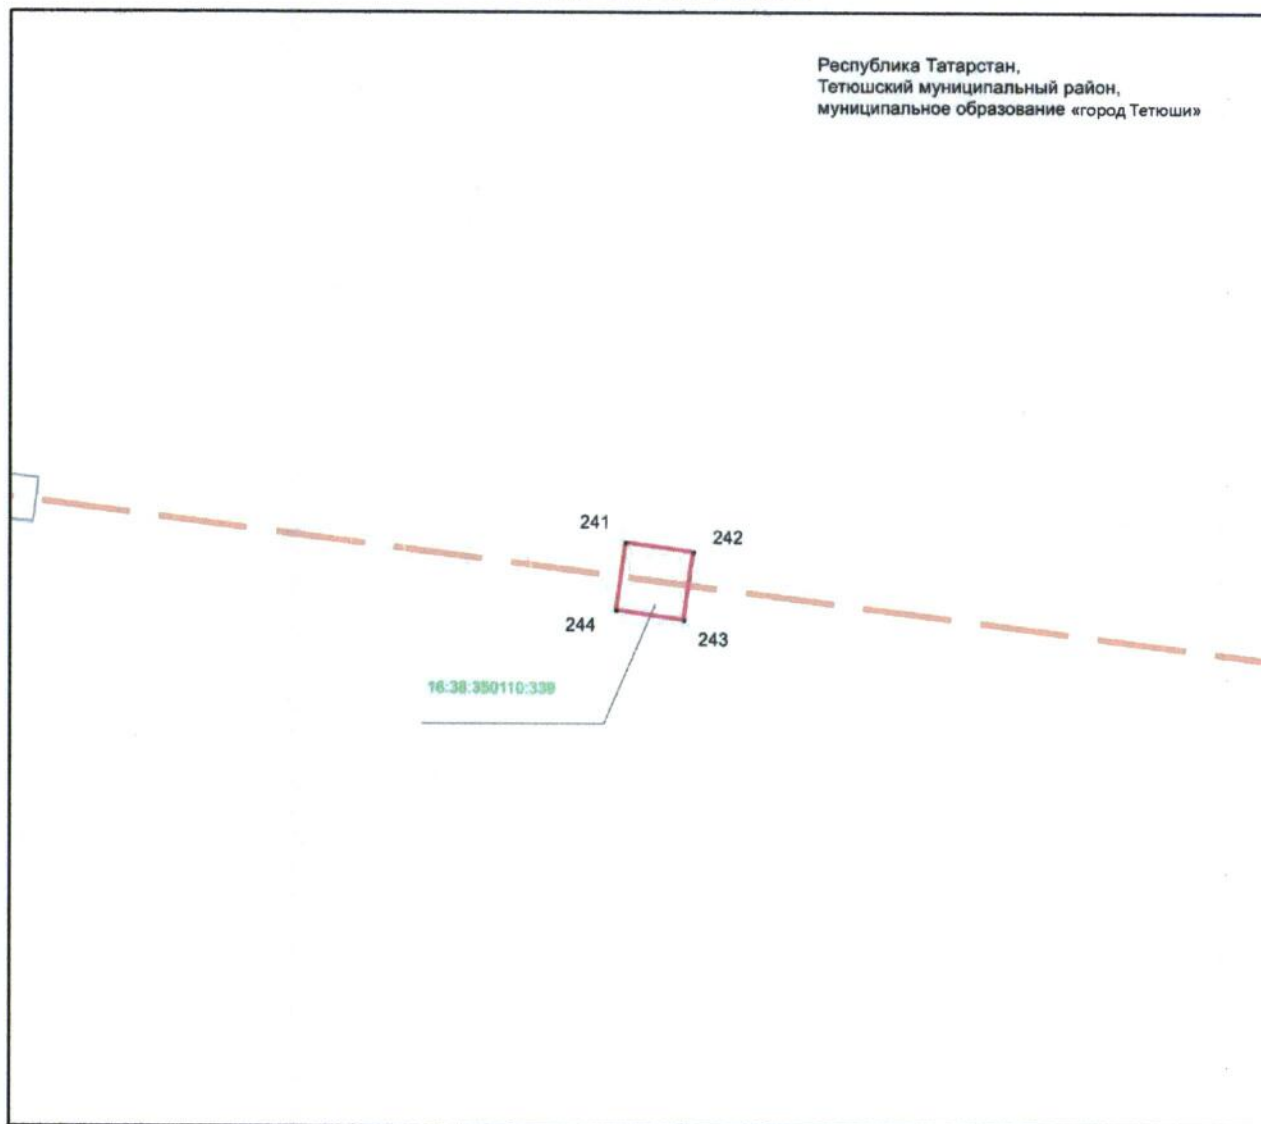 Республика Татарстан,
Тетюшский муниципальный район,
муниципальное образование «город Тетюши»
241
242
244
243
16:38:350110:339